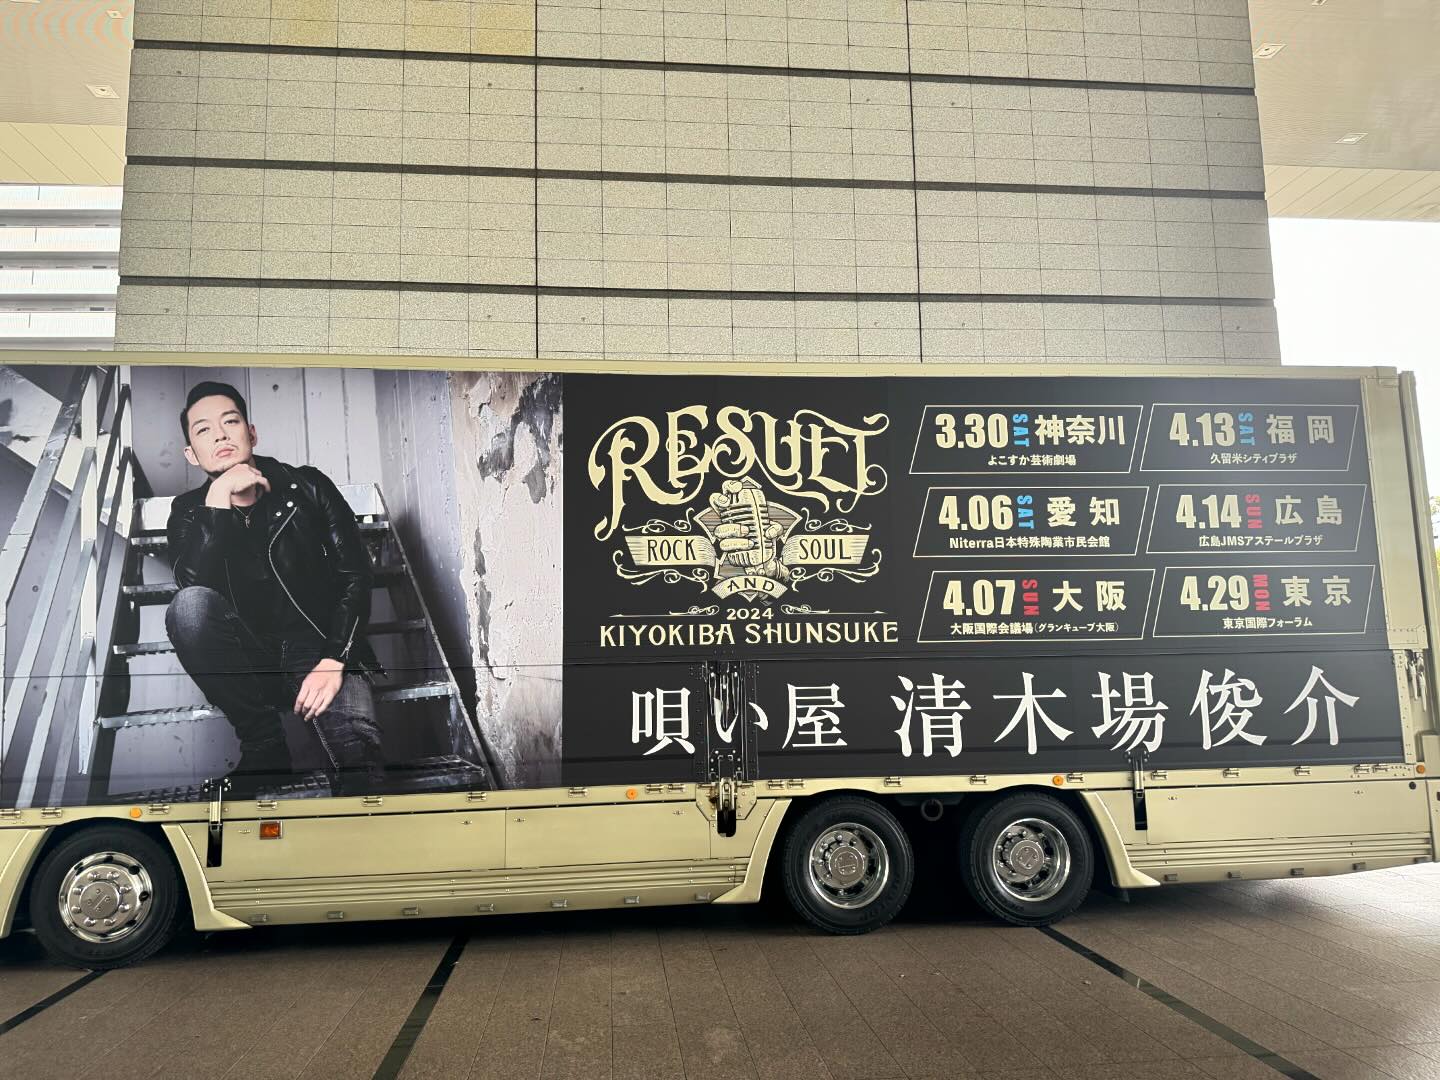 RESUET
ROCK AND SOUL
2024
KIYOKIBA SHUNSUKE
3.30 SAT 神奈川
よこすか芸術劇場
4.06 SAT 愛知
Niterra日本特殊陶業市民会館
4.07 SUN 大阪
大阪国際会議場(グランキューブ大阪)
4.13 SAT 福岡
久留米シティプラザ
4.14 SUN 広島
広島JMSアステールプラザ
4.29 MON 東京
東京国際フォーラム
唄い屋 清木場俊介